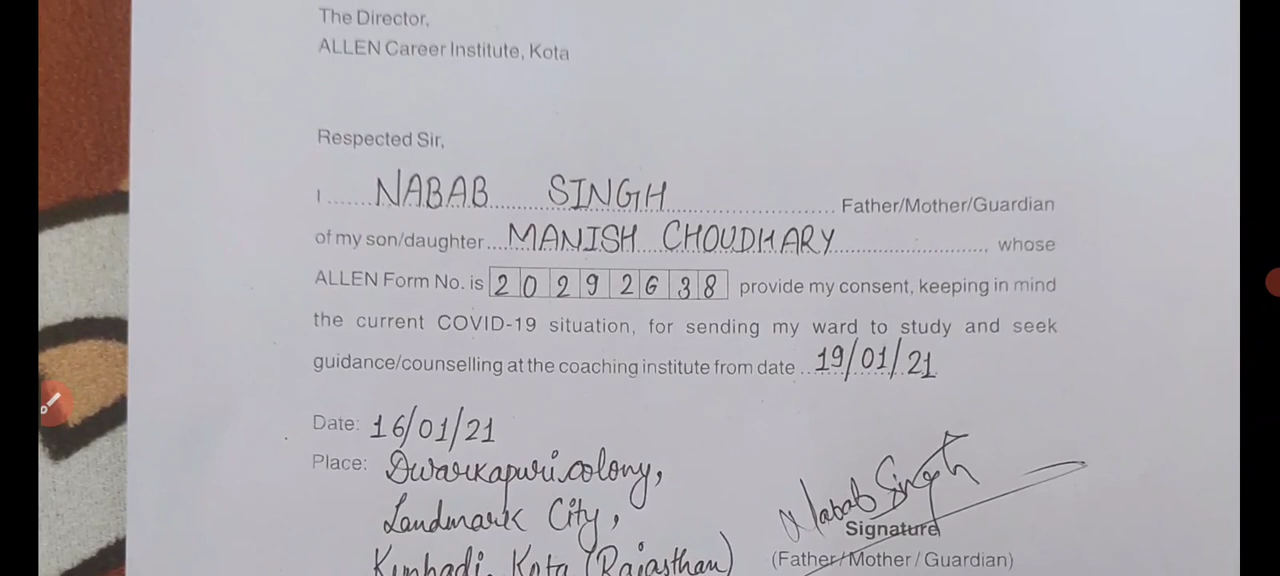 The Director,
ALLEN Career Institute, Kota
Respected Sir,
I ...... NABAB SINGH ........................ Father/Mother/Guardian
of my son/daughter ... MANISH CHOUDHARY ......................., whose
ALLEN Form No. is 20292638 provide my consent, keeping in mind
the current COVID-19 situation, for sending my ward to study and seek
guidance/counselling at the coaching institute from date ... 19/01/21
Date: 16/01/21
Place: Dwarkapuri colony,
Landmark City,
Kunhadi, Kota (Rajasthan)
Nabab Singh
Signature
(Father/Mother/Guardian)